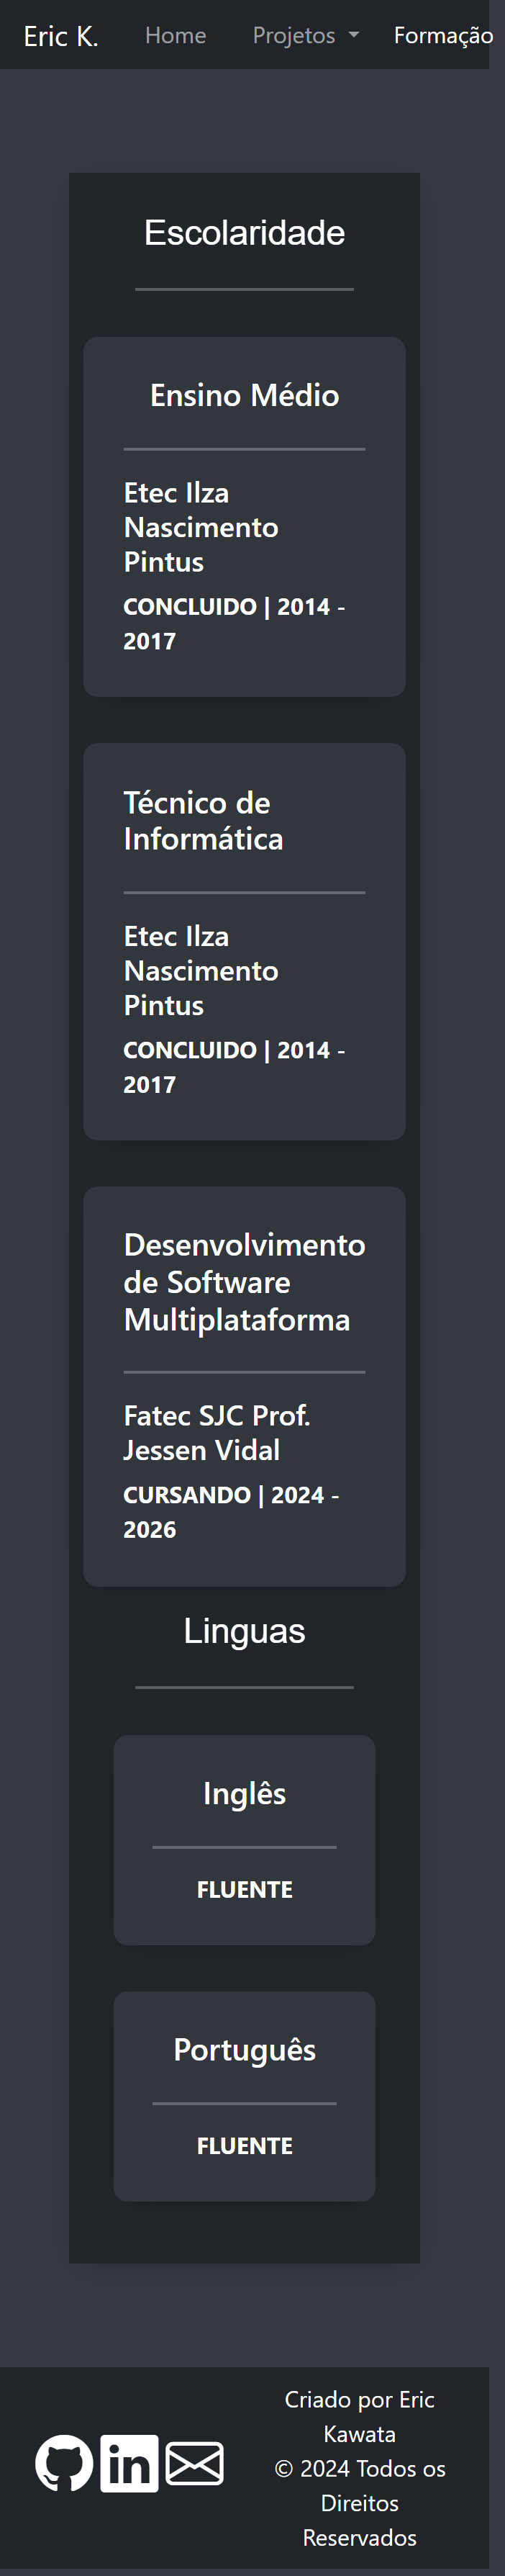 Eric K. Home Projetos Formação
Escolaridade
Ensino Médio
Etec Ilza
Nascimento
Pintus
CONCLUIDO | 2014 -
2017
Técnico de
Informática
Etec Ilza
Nascimento
Pintus
CONCLUIDO | 2014 -
2017
Desenvolvimento
de Software
Multiplataforma
Fatec SJC Prof.
Jessen Vidal
CURSANDO | 2024 -
2026
Linguas
Inglês
FLUENTE
Português
FLUENTE
in
Criado por Eric
Kawata
© 2024 Todos os
Direitos
Reservados